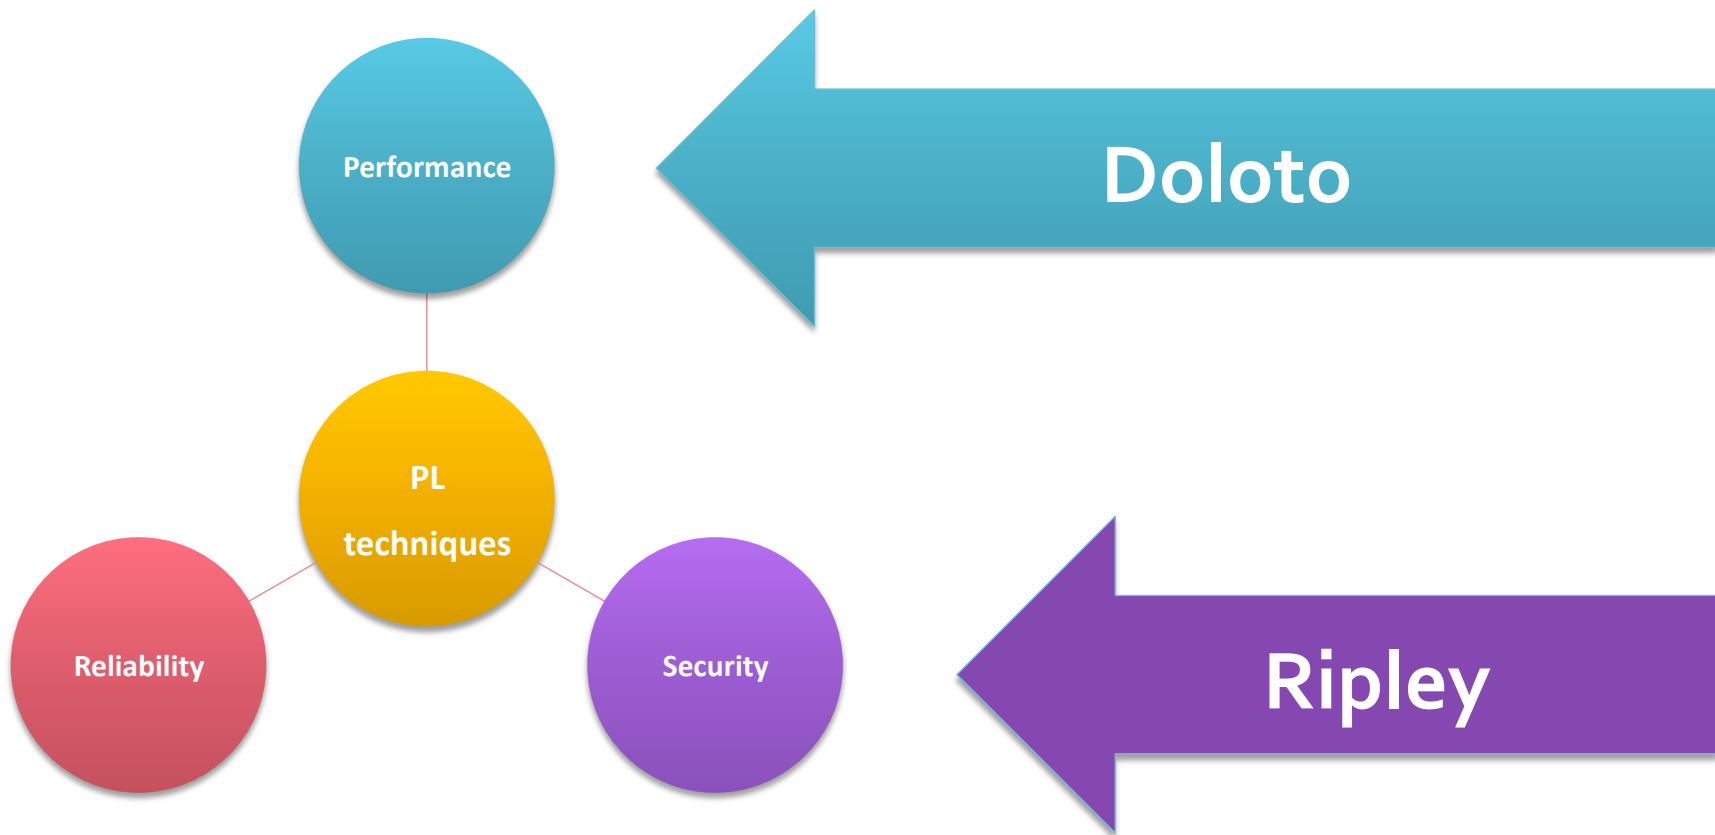 Performance
Doloto
PL
techniques
Reliability
Security
Ripley